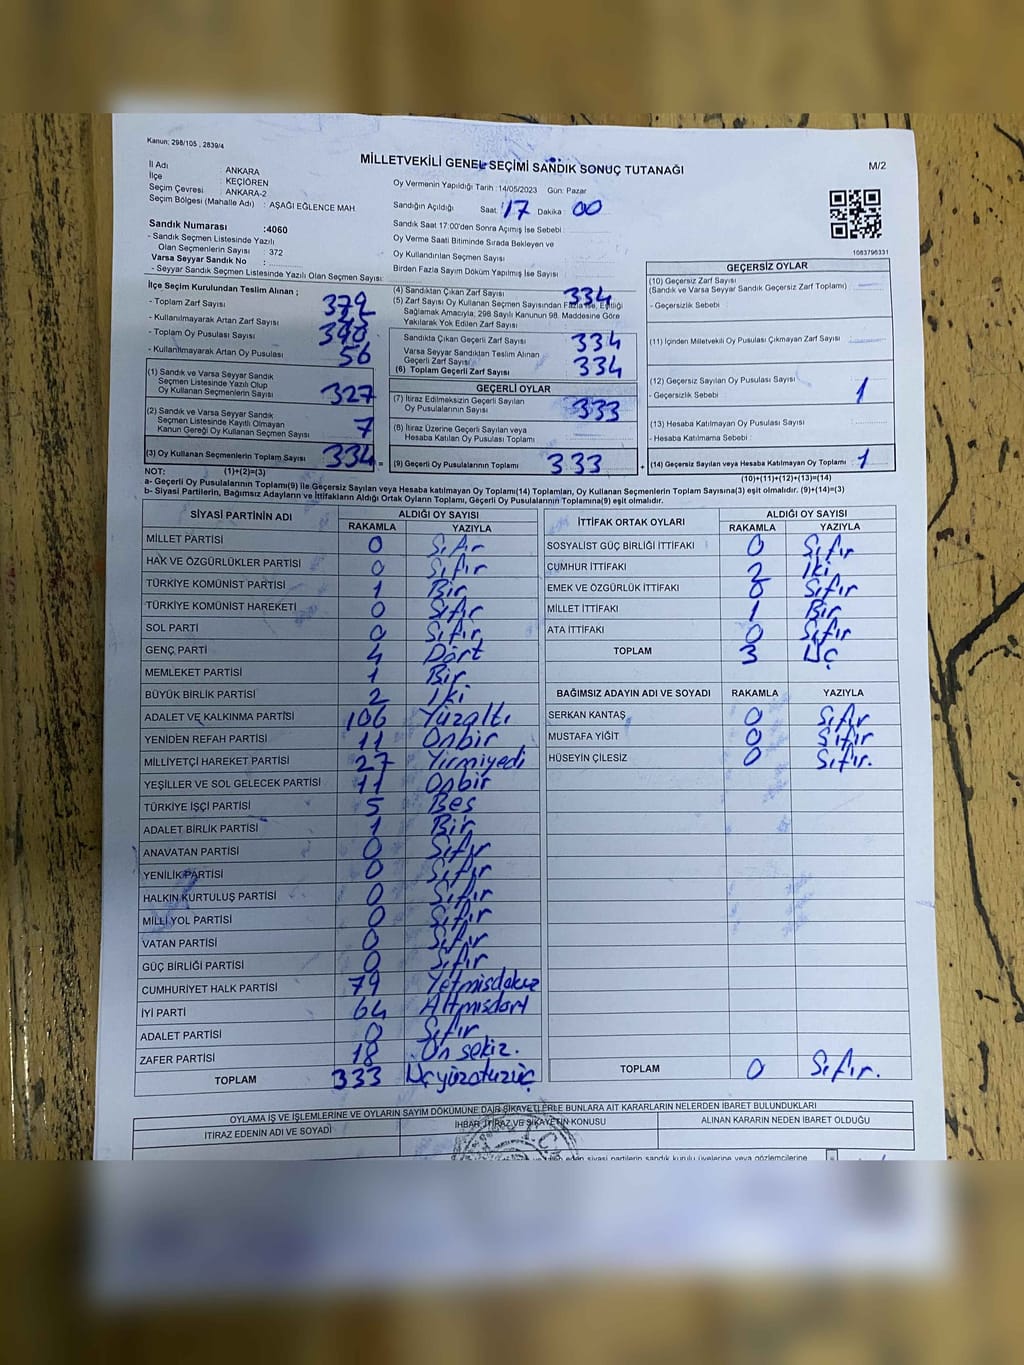 Kanun: 298/105 , 2839/4
MİLLETVEKİLİ GENEL SEÇİMİ SANDIK SONUÇ TUTANAĞI
M/2
İl Adı ANKARA
İlçe : KEÇİÖREN
Seçim Çevresi : ANKARA-2
Seçim Bölgesi (Mahalle Adı) : AŞAĞI EĞLENCE MAH.
Sandık Numarası :4060
- Sandık Seçmen Listesinde Yazılı
Olan Seçmenlerin Sayısı : 372
Varsa Seyyar Sandık No
- Seyyar Sandık Seçmen Listesinde Yazılı Olan Seçmen Sayısı:
Oy Vermenin Yapıldığı Tarih : 14/05/2023 Gün: Pazar
Sandığın Açıldığı Saat: 17 Dakika : 00
Sandık Saat 17:00'den Sonra Açılmış İse Sebebi :
Oy Verme Saati Bitiminde Sırada Bekleyen ve
Oy Kullandırılan Seçmen Sayısı :
Birden Fazla Sayım Döküm Yapılmış İse Sayısı :
1083796331
İlçe Seçim Kurulundan Teslim Alınan ;
- Toplam Zarf Sayısı
- Kullanılmayarak Artan Zarf Sayısı
- Toplam Oy Pusulası Sayısı
- Kullanılmayarak Artan Oy Pusulası 56
(1) Sandık ve Varsa Seyyar Sandık
Seçmen Listesinde Yazılı Olup
Oy Kullanan Seçmenlerin Sayısı 327
(2) Sandık ve Varsa Seyyar Sandık
Seçmen Listesinde Kayıtlı Olmayan
Kanun Gereği Oy Kullanan Seçmen Sayısı 7
(3) Oy Kullanan Seçmenlerin Toplam Sayısı 334 =
(4) Sandıktan Çıkan Zarf Sayısı 334
(5) Zarf Sayısı Oy Kullanan Seçmen Sayısından Fazla İse, Eşitliği
Sağlamak Amacıyla; 298 Sayılı Kanunun 98. Maddesine Göre
Yakılarak Yok Edilen Zarf Sayısı :
Sandıkta Çıkan Geçerli Zarf Sayısı 334
Varsa Seyyar Sandıktan Teslim Alınan
Geçerli Zarf Sayısı
(6) Toplam Geçerli Zarf Sayısı 334
GEÇERLİ OYLAR
(7) İtiraz Edilmeksizin Geçerli Sayılan
Oy Pusulalarının Sayısı 333
(8) İtiraz Üzerine Geçerli Sayılan veya
Hesaba Katılan Oy Pusulası Toplamı
(9) Geçerli Oy Pusulalarının Toplamı 333 +
GEÇERSİZ OYLAR
(10) Geçersiz Zarf Sayısı
(Sandık ve Varsa Seyyar Sandık Geçersiz Zarf Toplamı)
- Geçersizlik Sebebi
(11) İçinden Milletvekili Oy Pusulası Çıkmayan Zarf Sayısı
(12) Geçersiz Sayılan Oy Pusulası Sayısı 1
- Geçersizlik Sebebi
(13) Hesaba Katılmayan Oy Pusulası Sayısı
- Hesaba Katılmama Sebebi :
(14) Geçersiz Sayılan veya Hesaba Katılmayan Oy Toplamı 1
NOT: (1)+(2)=(3)
(10)+(11)+(12)+(13)=(14)
a- Geçerli Oy Pusulalarının Toplamı(9) ile Geçersiz Sayılan veya Hesaba katılmayan Oy Toplamı(14) Toplamları, Oy Kullanan Seçmenlerin Toplam Sayısına(3) eşit olmalıdır. (9)+(14)=(3)
b- Siyasi Partilerin, Bağımsız Adayların ve İttifakların Aldığı Ortak Oyların Toplamı, Geçerli Oy Pusulalarının Toplamına(9) eşit olmalıdır.
SİYASİ PARTİNİN ADI ALDIĞI OY SAYISI
RAKAMLA YAZIYLA
MİLLET PARTİSİ 0 Sıfır
HAK VE ÖZGÜRLÜKLER PARTİSİ 0 Sıfır
TÜRKİYE KOMÜNİST PARTİSİ 1 Bir
TÜRKİYE KOMÜNİST HAREKETİ 0 Sıfır
SOL PARTİ 0 Sıfır
GENÇ PARTİ 4 Dört
MEMLEKET PARTİSİ 1 Bir
BÜYÜK BİRLİK PARTİSİ 2 İki
ADALET VE KALKINMA PARTİSİ 106 Yüzaltı
YENİDEN REFAH PARTİSİ 11 Onbir
MİLLİYETÇİ HAREKET PARTİSİ 27 Yirmiyedi
YEŞİLLER VE SOL GELECEK PARTİSİ 11 Onbir
TÜRKİYE İŞÇİ PARTİSİ 5 Beş
ADALET BİRLİK PARTİSİ 1 Bir
ANAVATAN PARTİSİ 0 Sıfır
YENİLİK PARTİSİ 0 Sıfır
HALKIN KURTULUŞ PARTİSİ 0 Sıfır
MİLLİ YOL PARTİSİ 0 Sıfır
VATAN PARTİSİ 0 Sıfır
GÜÇ BİRLİĞİ PARTİSİ 0 Sıfır
CUMHURİYET HALK PARTİSİ 79 Yetmişdokuz
İYİ PARTİ 64 Altmışdört
ADALET PARTİSİ 0 Sıfır
ZAFER PARTİSİ 18 On sekiz.
TOPLAM 333 Üçyüzotuzüç
İTTİFAK ORTAK OYLARI ALDIĞI OY SAYISI
RAKAMLA YAZIYLA
SOSYALİST GÜÇ BİRLİĞİ İTTİFAKI 0 Sıfır
CUMHUR İTTİFAKI 2 İki
EMEK VE ÖZGÜRLÜK İTTİFAKI 0 Sıfır
MİLLET İTTİFAKI 1 Bir
ATA İTTİFAKI 0 Sıfır
TOPLAM 3 Üç
BAĞIMSIZ ADAYIN ADI VE SOYADI RAKAMLA YAZIYLA
SERKAN KANTAŞ 0 Sıfır
MUSTAFA YİĞİT 0 Sıfır
HÜSEYİN ÇİLESİZ 0 Sıfır.
TOPLAM 0 Sıfır.
OYLAMA İŞ VE İŞLEMLERİNE VE OYLARIN SAYIM DÖKÜMÜNE DAİR ŞİKAYETLERLE BUNLARA AİT KARARLARIN NELERDEN İBARET BULUNDUKLARI
İTİRAZ EDENİN ADI VE SOYADI İHBAR, İTİRAZ VE ŞİKAYETİN KONUSU ALINAN KARARIN NEDEN İBARET OLDUĞU
eden siyasi partilerin sandık kurulu üyelerine veya gözlemcilerine